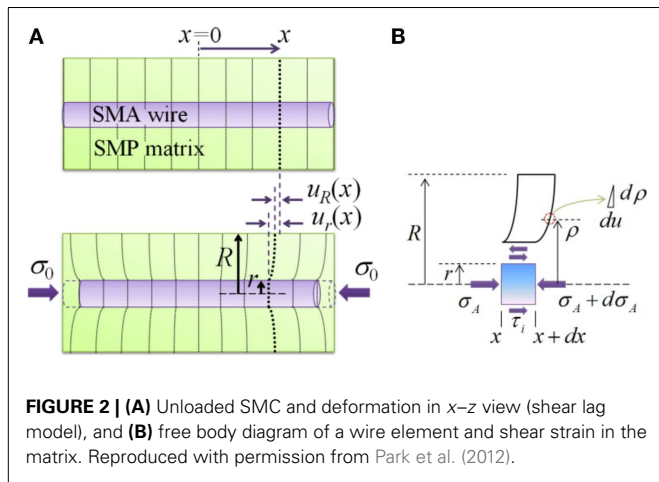 A
x=0
x
SMA wire
SMP matrix
u_R(x)
u_r(x)
R
r
σ_0
σ_0
B
dρ
du
ρ
R
r
σ_A
σ_A + dσ_A
τ_i
x
x + dx
FIGURE 2 | (A) Unloaded SMC and deformation in x–z view (shear lag
model), and (B) free body diagram of a wire element and shear strain in the
matrix. Reproduced with permission from Park et al. (2012).